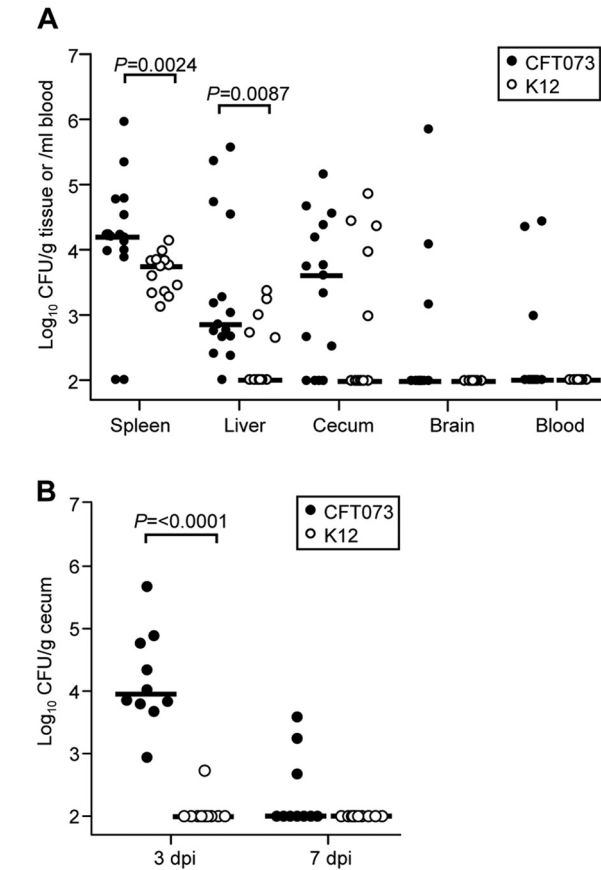 A
7
P=0.0024
CFT073
K12
P=0.0087
6
5
4
3
2
Log10 CFU/g tissue or /ml blood
Spleen Liver Cecum Brain Blood
B
7
CFT073
K12
P=<0.0001
6
5
4
3
2
Log10 CFU/g cecum
3 dpi 7 dpi